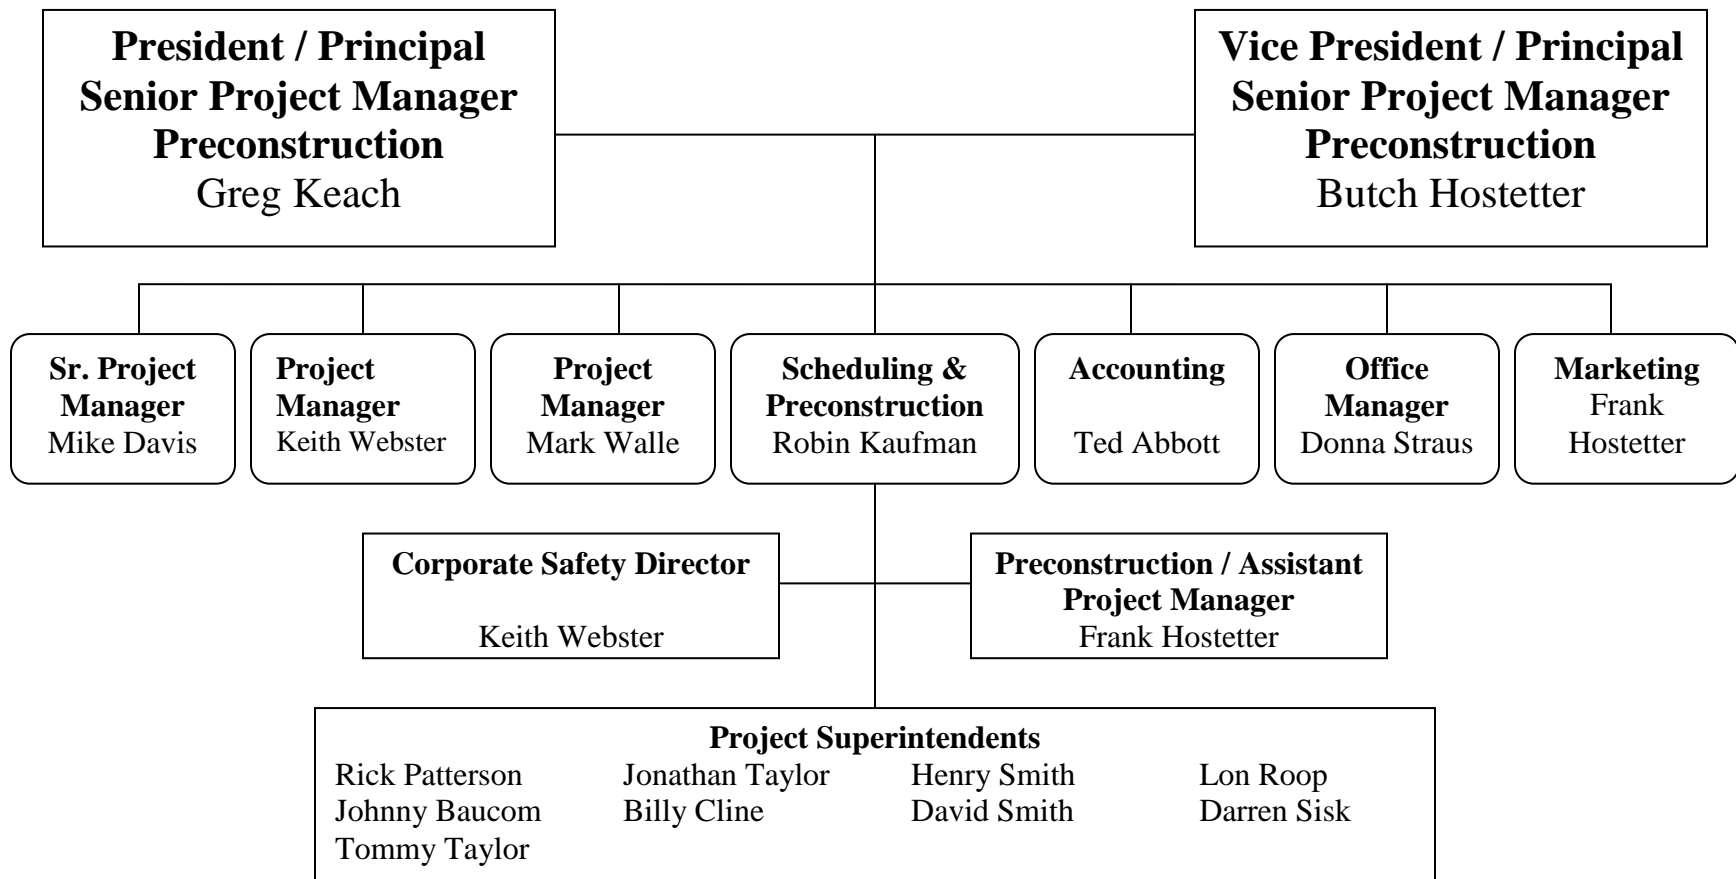 President / Principal
Senior Project Manager
Preconstruction
Greg Keach
Vice President / Principal
Senior Project Manager
Preconstruction
Butch Hostetter
Sr. Project
Manager
Mike Davis
Project
Manager
Keith Webster
Project
Manager
Mark Walle
Scheduling &
Preconstruction
Robin Kaufman
Accounting
Ted Abbott
Office
Manager
Donna Straus
Marketing
Frank
Hostetter
Corporate Safety Director
Keith Webster
Preconstruction / Assistant
Project Manager
Frank Hostetter
Project Superintendents
Rick Patterson Jonathan Taylor Henry Smith Lon Roop
Johnny Baucom Billy Cline David Smith Darren Sisk
Tommy Taylor